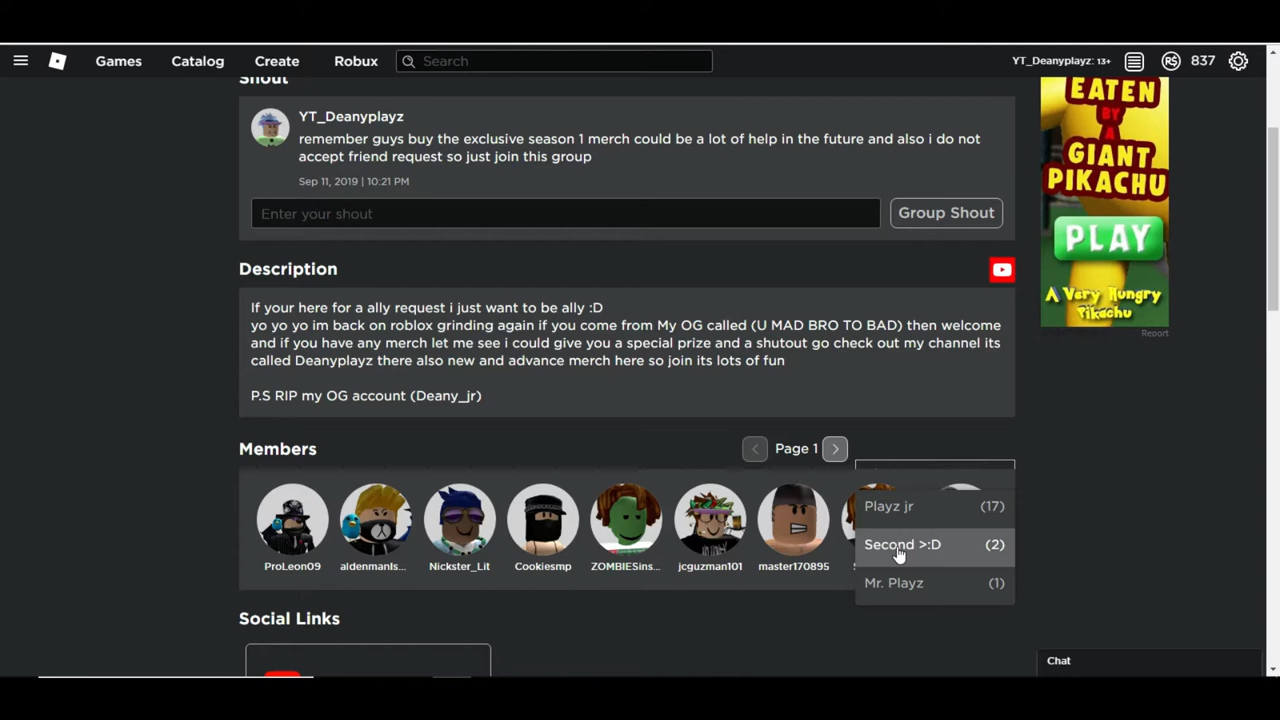 Games
Catalog
Create
Robux
Search
YT_Deanyplayz: 13+
R$
837
Shout
YT_Deanyplayz
remember guys buy the exclusive season 1 merch could be a lot of help in the future and also i do not
accept friend request so just join this group
Sep 11, 2019 | 10:21 PM
Enter your shout
Group Shout
EATEN
BY
A
GIANT
PIKACHU
PLAY
A Very Hungry
Pikachu
Report
Description
If your here for a ally request i just want to be ally :D
yo yo yo im back on roblox grinding again if you come from My OG called (U MAD BRO TO BAD) then welcome
and if you have any merch let me see i could give you a special prize and a shutout go check out my channel its
called Deanyplayz there also new and advance merch here so join its lots of fun
P.S RIP my OG account (Deany_jr)
Members
Page 1
ProLeon09
aldenmanIs...
Nickster_Lit
Cookiesmp
ZOMBIESins...
jcguzman101
master170895
Playz jr (17)
Second >:D (2)
Mr. Playz (1)
Social Links
Chat